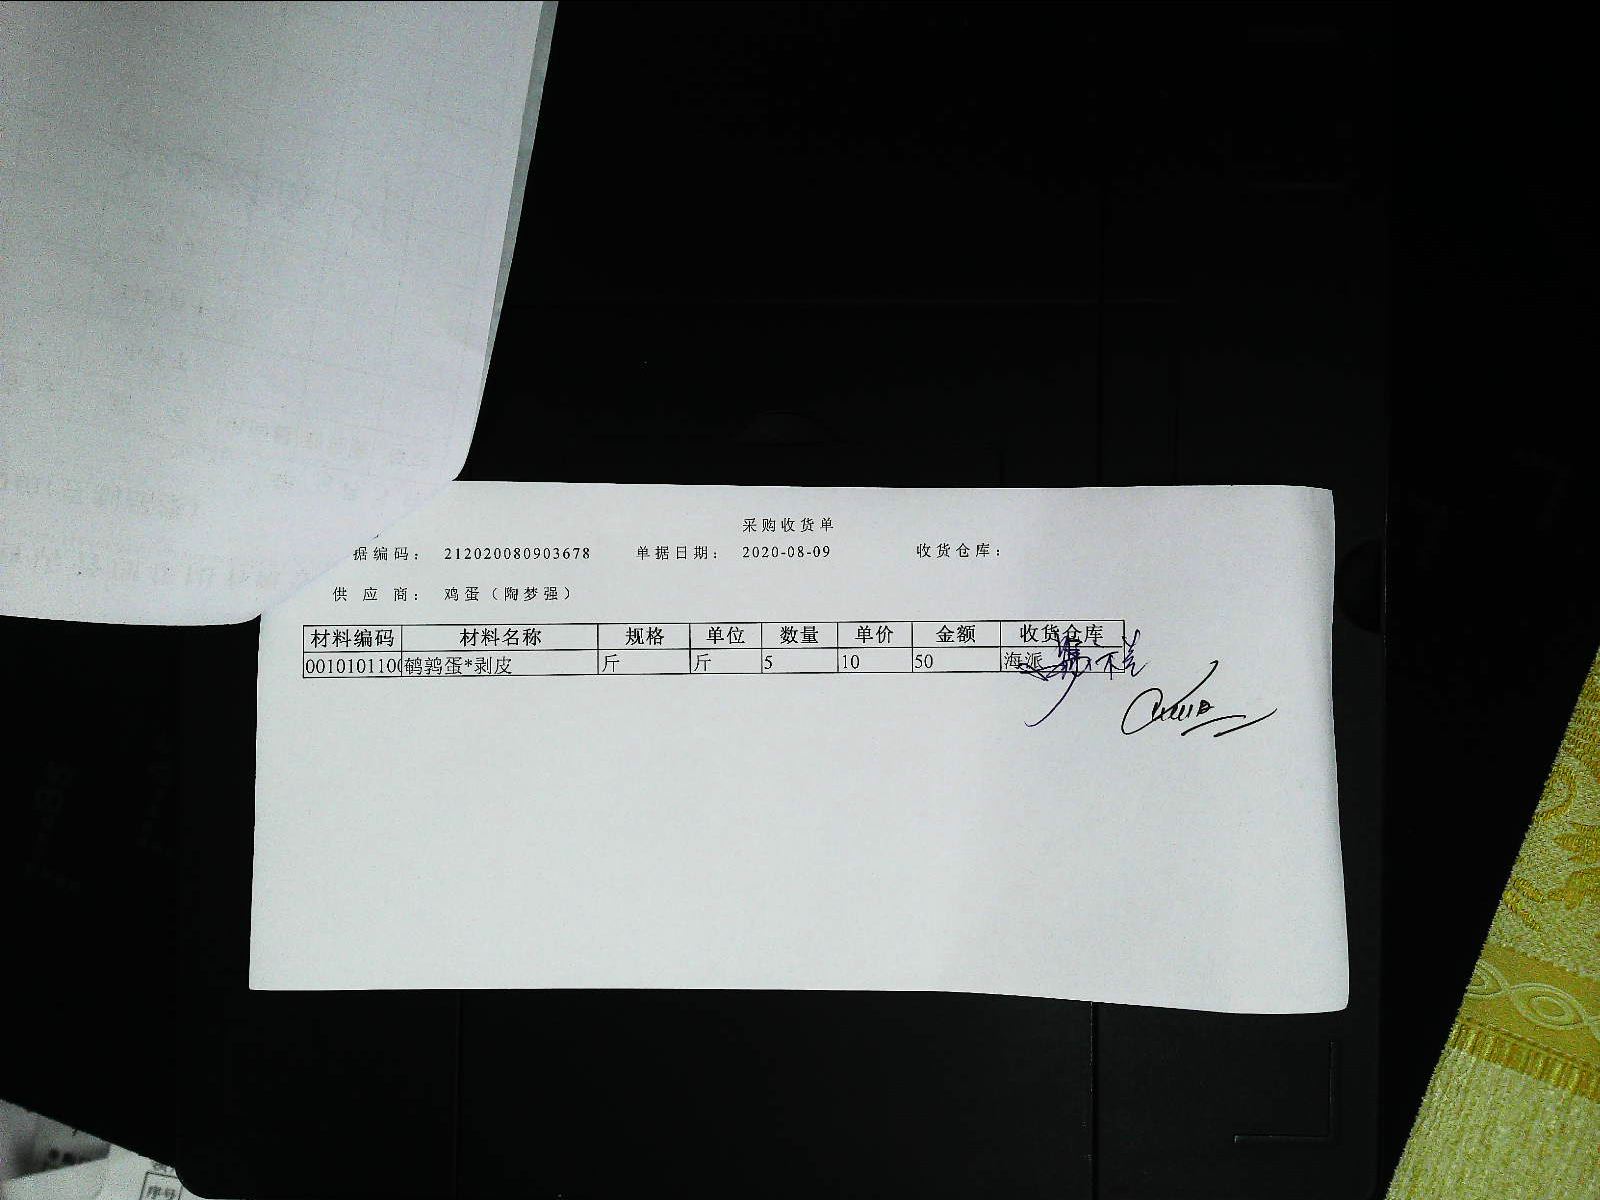 采购收货单
据编码： 212020080903678 单据日期： 2020-08-09 收货仓库：
供应商： 鸡蛋（陶梦强）
材料编码 材料名称 规格 单位 数量 单价 金额 收货仓库
0010101100 鹌鹑蛋*剥皮 斤 斤 5 10 50 海派
序号